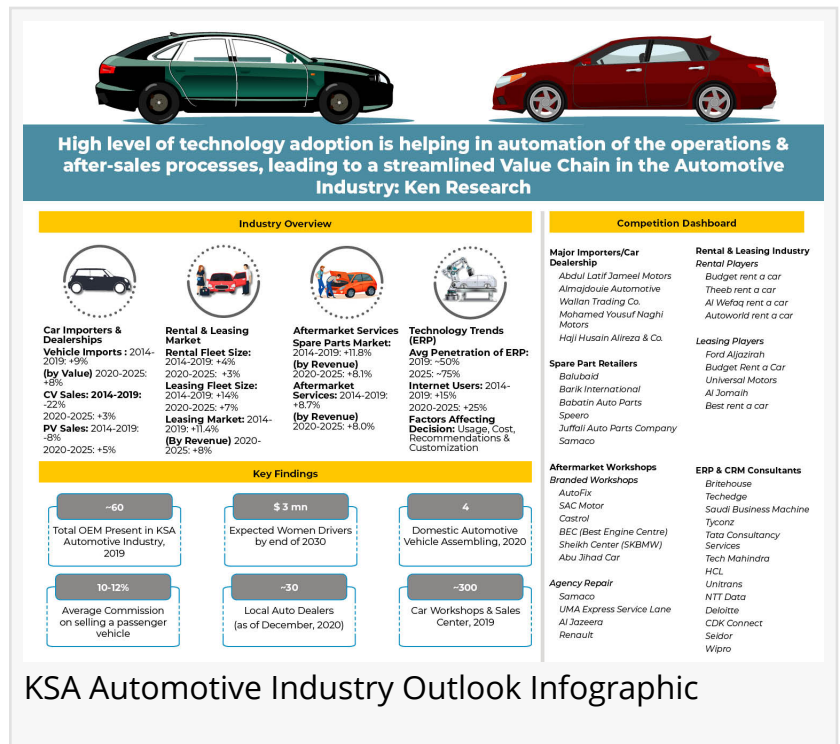 High level of technology adoption is helping in automation of the operations &
after-sales processes, leading to a streamlined Value Chain in the Automotive
Industry: Ken Research
Industry Overview
Car Importers &
Dealerships
Vehicle Imports : 2014-
2019: +9%
(by Value) 2020-2025:
+8%
CV Sales: 2014-2019:
-22%
2020-2025: +3%
PV Sales: 2014-2019:
-8%
2020-2025: +5%
Rental & Leasing
Market
Rental Fleet Size:
2014-2019: +4%
2020-2025: +3%
Leasing Fleet Size:
2014-2019: +14%
2020-2025: +7%
Leasing Market: 2014-
2019: +11.4%
(By Revenue) 2020-
2025: +8%
Aftermarket Services
Spare Parts Market:
2014-2019: +11.8%
(by Revenue)
2020-2025: +8.1%
Aftermarket
Services: 2014-2019:
+8.7%
(by Revenue)
2020-2025: +8.0%
Technology Trends
(ERP)
Avg Penetration of ERP:
2019: ~50%
2025: ~75%
Internet Users: 2014-
2019: +15%
2020-2025: +25%
Factors Affecting
Decision: Usage, Cost,
Recommendations &
Customization
Key Findings
~60
Total OEM Present in KSA
Automotive Industry,
2019
$ 3 mn
Expected Women Drivers
by end of 2030
4
Domestic Automotive
Vehicle Assembling, 2020
10-12%
Average Commission
on selling a passenger
vehicle
~30
Local Auto Dealers
(as of December, 2020)
~300
Car Workshops & Sales
Center, 2019
Competition Dashboard
Major Importers/Car
Dealership
Abdul Latif Jameel Motors
Almajdouie Automotive
Wallan Trading Co.
Mohamed Yousuf Naghi
Motors
Haji Husain Alireza & Co.
Spare Part Retailers
Balubaid
Barik International
Babatin Auto Parts
Speero
Juffali Auto Parts Company
Samaco
Aftermarket Workshops
Branded Workshops
AutoFix
SAC Motor
Castrol
BEC (Best Engine Centre)
Sheikh Center (SKBMW)
Abu Jihad Car
Agency Repair
Samaco
UMA Express Service Lane
Al Jazeera
Renault
Rental & Leasing Industry
Rental Players
Budget rent a car
Theeb rent a car
Al Wefaq rent a car
Autoworld rent a car
Leasing Players
Ford Aljazirah
Budget Rent a Car
Universal Motors
Al Jomaih
Best rent a car
ERP & CRM Consultants
Britehouse
Techedge
Saudi Business Machine
Tyconz
Tata Consultancy
Services
Tech Mahindra
HCL
Unitrans
NTT Data
Deloitte
CDK Connect
Seidor
Wipro
KSA Automotive Industry Outlook Infographic